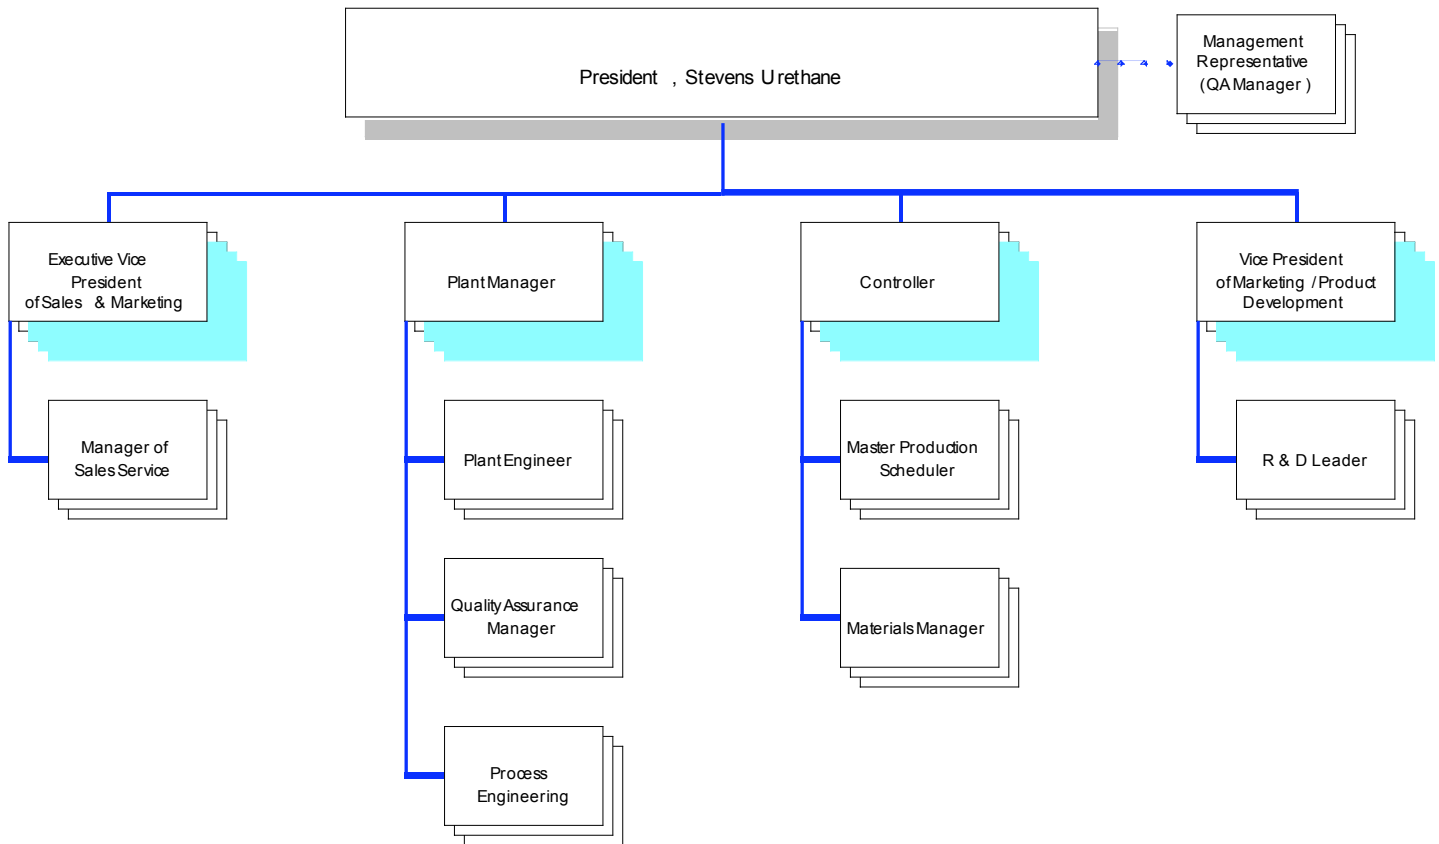 President , Stevens Urethane
Management
Representative
(QA Manager )
Executive Vice
President
of Sales & Marketing
Plant Manager
Controller
Vice President
of Marketing / Product
Development
Manager of
Sales Service
Plant Engineer
Master Production
Scheduler
R & D Leader
Quality Assurance
Manager
Materials Manager
Process
Engineering